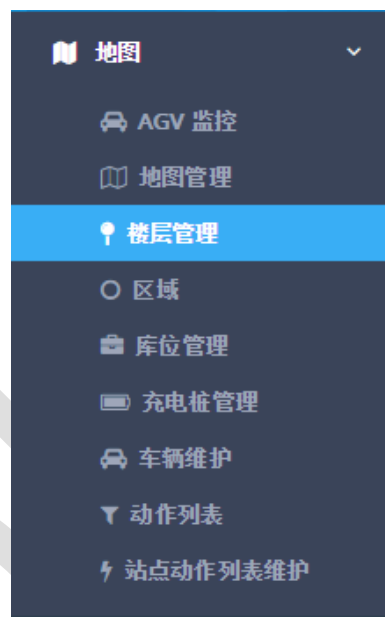 地图
AGV 监控
地图管理
楼层管理
区域
库位管理
充电桩管理
车辆维护
动作列表
站点动作列表维护